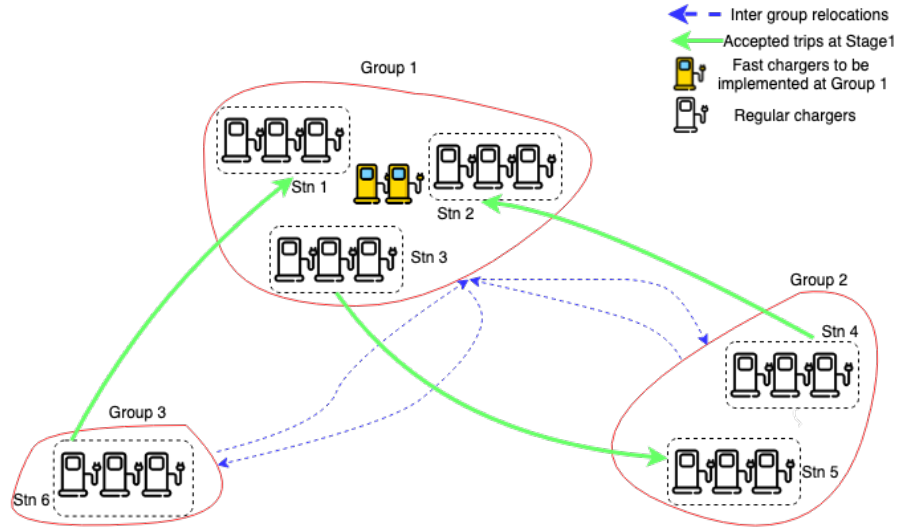 Inter group relocations
Accepted trips at Stage1
Fast chargers to be
implemented at Group 1
Regular chargers
Group 1
Stn 1
Stn 2
Stn 3
Group 2
Stn 4
Stn 5
Group 3
Stn 6